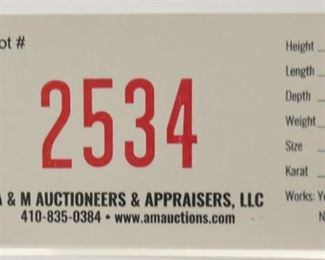 ot #
2534
A & M AUCTIONEERS & APPRAISERS, LLC
410-835-0384 • www.amauctions.com
Height
Length
Depth
Weight
Size
Karat
Works: Ye
N